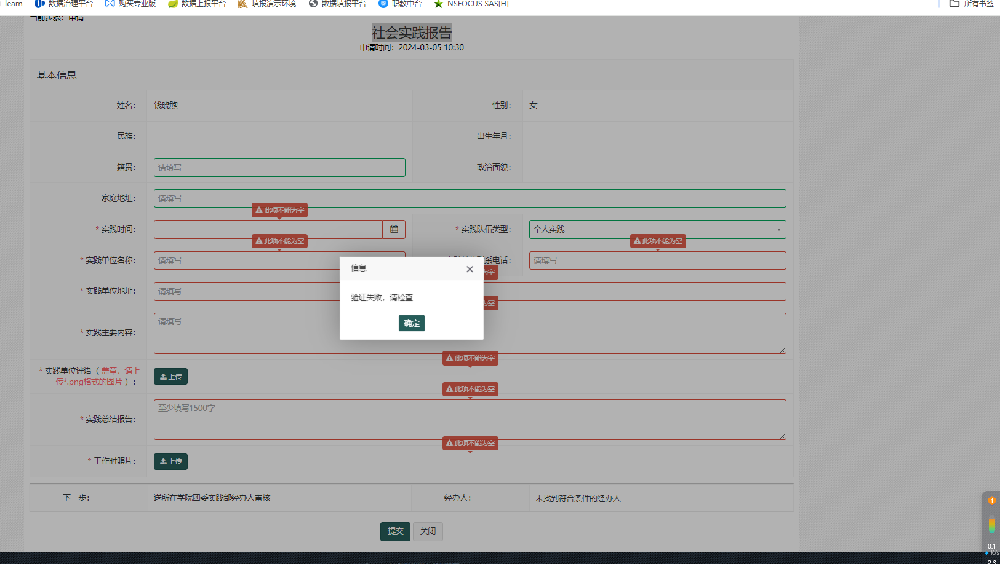 learn 数据治理平台 购买专业版 数据上报平台 填报演示环境 数据填报平台 职教中台 NSFOCUS SAS[H] 所有书签
当前步骤：申请
社会实践报告
申请时间：2024-03-05 10:30
基本信息
姓名： 钱晓煦 性别： 女
民族： 出生年月：
籍贯： 请填写 政治面貌：
家庭地址： 请填写
此项不能为空
* 实践时间： * 实践队伍类型： 个人实践
此项不能为空 此项不能为空
* 实践单位名称： 请填写 系电话： 请填写
信息
为空
* 实践单位地址： 请填写
验证失败，请检查
为空
* 实践主要内容： 请填写
确定
此项不能为空
* 实践单位评语（盖章，请上
传*.png格式的图片）：
上传
此项不能为空
* 实践总结报告： 至少填写1500字
此项不能为空
* 工作时照片： 上传
下一步： 送所在学院团委实践部经办人审核 经办人： 未找到符合条件的经办人
提交 关闭
1
0.1
K/s
2.3